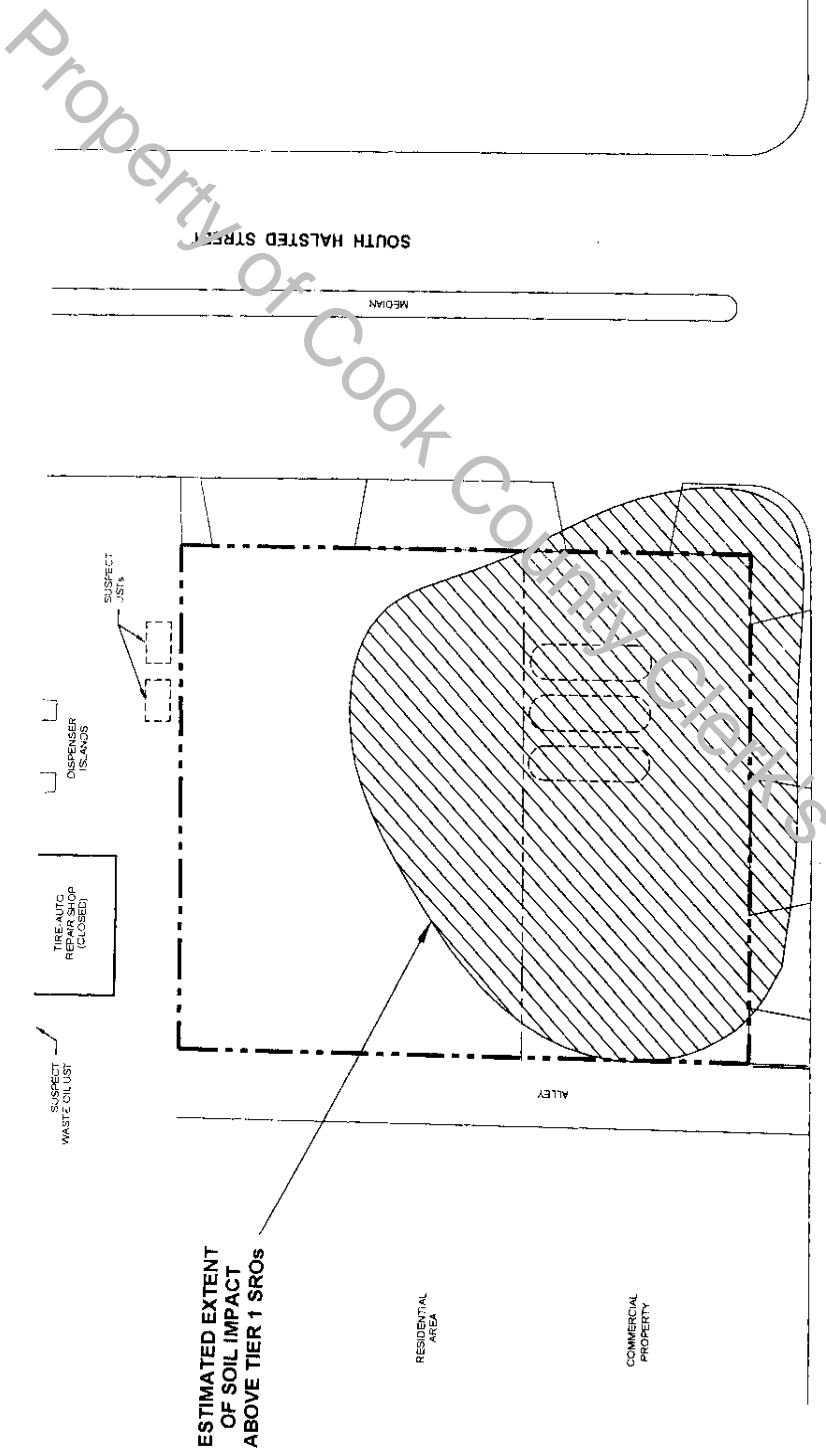 Property of Cook County Clerk's
SOUTH HALSTED STREET
MEDIAN
SUSPECT
USTs
DISPENSER
ISLANDS
TIRE-AUTO
REPAIR SHOP
(CLOSED)
SUSPECT
WASTE OIL UST
ALLEY
ESTIMATED EXTENT
OF SOIL IMPACT
ABOVE TIER 1 SROs
RESIDENTIAL
AREA
COMMERCIAL
PROPERTY